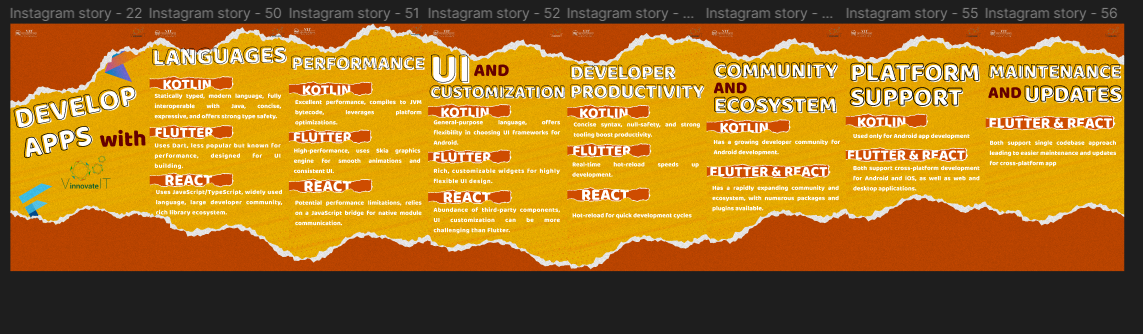 Instagram story - 22
Instagram story - 50
Instagram story - 51
Instagram story - 52
Instagram story - ...
Instagram story - ...
Instagram story - 55
Instagram story - 56
DEVELOP
APPS with
VinnovateIT
LANGUAGES
KOTLIN
Statically typed, modern language, fully
interoperable with Java, concise,
expressive, and offers strong type safety.
FLUTTER
Uses Dart, less popular but known for
performance, designed for UI
building.
REACT
Uses JavaScript/TypeScript, widely used
language, large developer community,
rich library ecosystem.
PERFORMANCE
KOTLIN
Excellent performance, compiles to JVM
bytecode, leverages platform
optimizations.
FLUTTER
High-performance, uses Skia graphics
engine for smooth animations and
consistent UI.
REACT
Potential performance limitations, relies
on a JavaScript bridge for native module
communication.
UI AND
CUSTOMIZATION
KOTLIN
General-purpose language, offers
flexibility in choosing UI frameworks for
Android.
FLUTTER
Rich, customisable widgets for highly
flexible UI design.
REACT
Abundance of third-party components,
UI customization can be more
challenging than Flutter.
DEVELOPER
PRODUCTIVITY
KOTLIN
Concise syntax, null-safety, and strong
tooling boost productivity.
FLUTTER
Real-time hot-reload speeds up
development.
REACT
Hot-reload for quick development cycles
COMMUNITY
AND
ECOSYSTEM
KOTLIN
Has a growing developer community for
Android development.
FLUTTER & REACT
Has a rapidly expanding community and
ecosystem, with numerous packages and
plugins available.
PLATFORM
SUPPORT
KOTLIN
Used only for Android app development
FLUTTER & REACT
Both support cross-platform development
for Android and iOS, as well as web and
desktop applications.
MAINTENANCE
AND UPDATES
FLUTTER & REACT
Both support single codebase approach
leading to easier maintenance and updates
for cross-platform app